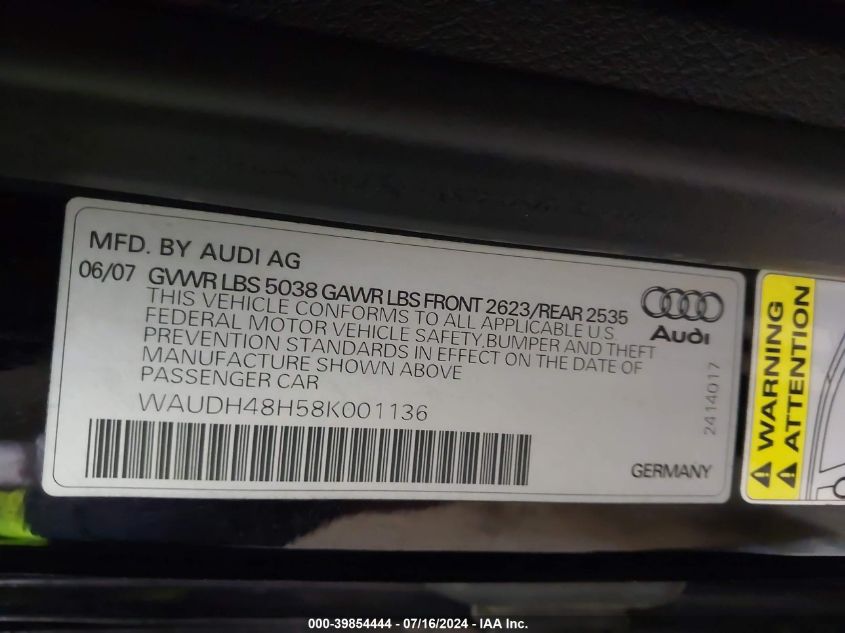 MFD. BY AUDI AG
06/07 GVWR LBS 5038 GAWR LBS FRONT 2623/REAR 2535
THIS VEHICLE CONFORMS TO ALL APPLICABLE U.S.
FEDERAL MOTOR VEHICLE SAFETY,BUMPER AND THEFT
PREVENTION STANDARDS IN EFFECT ON THE DATE OF
MANUFACTURE SHOWN ABOVE
PASSENGER CAR
WAUDH48H58K001136
Audi
2414017
GERMANY
WARNING
ATTENTION
000-39854444 - 07/16/2024 - IAA Inc.